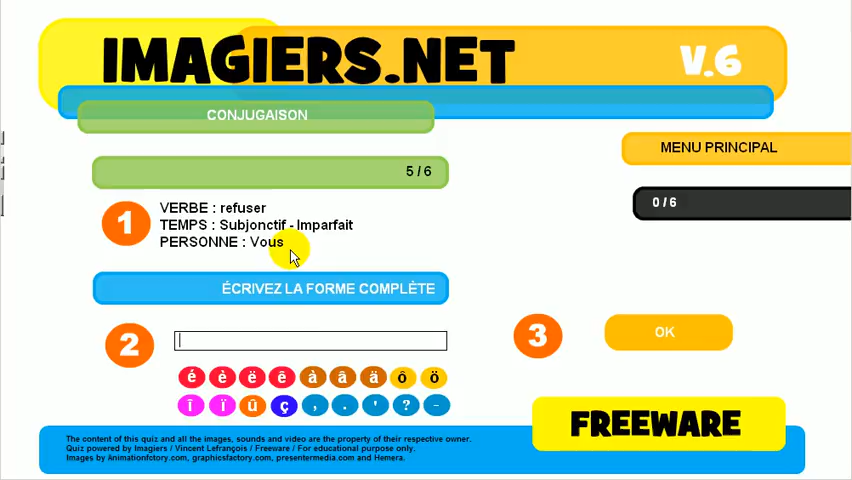 IMAGIERS.NET
V.6
CONJUGAISON
MENU PRINCIPAL
5 / 6
0 / 6
1
VERBE : refuser
TEMPS : Subjonctif - Imparfait
PERSONNE : Vous
ÉCRIVEZ LA FORME COMPLÈTE
2
3
OK
é è ë ê à â ä ô ö
î ï û ç , . ' ? -
FREEWARE
The content of this quiz and all the images, sounds and video are the property of their respective owner.
Quiz powered by Imagiers / Vincent Lefrançois / Freeware / For educational purpose only.
Images by Animationfctory.com, graphicsfactory.com, presentermedia.com and Hemera.